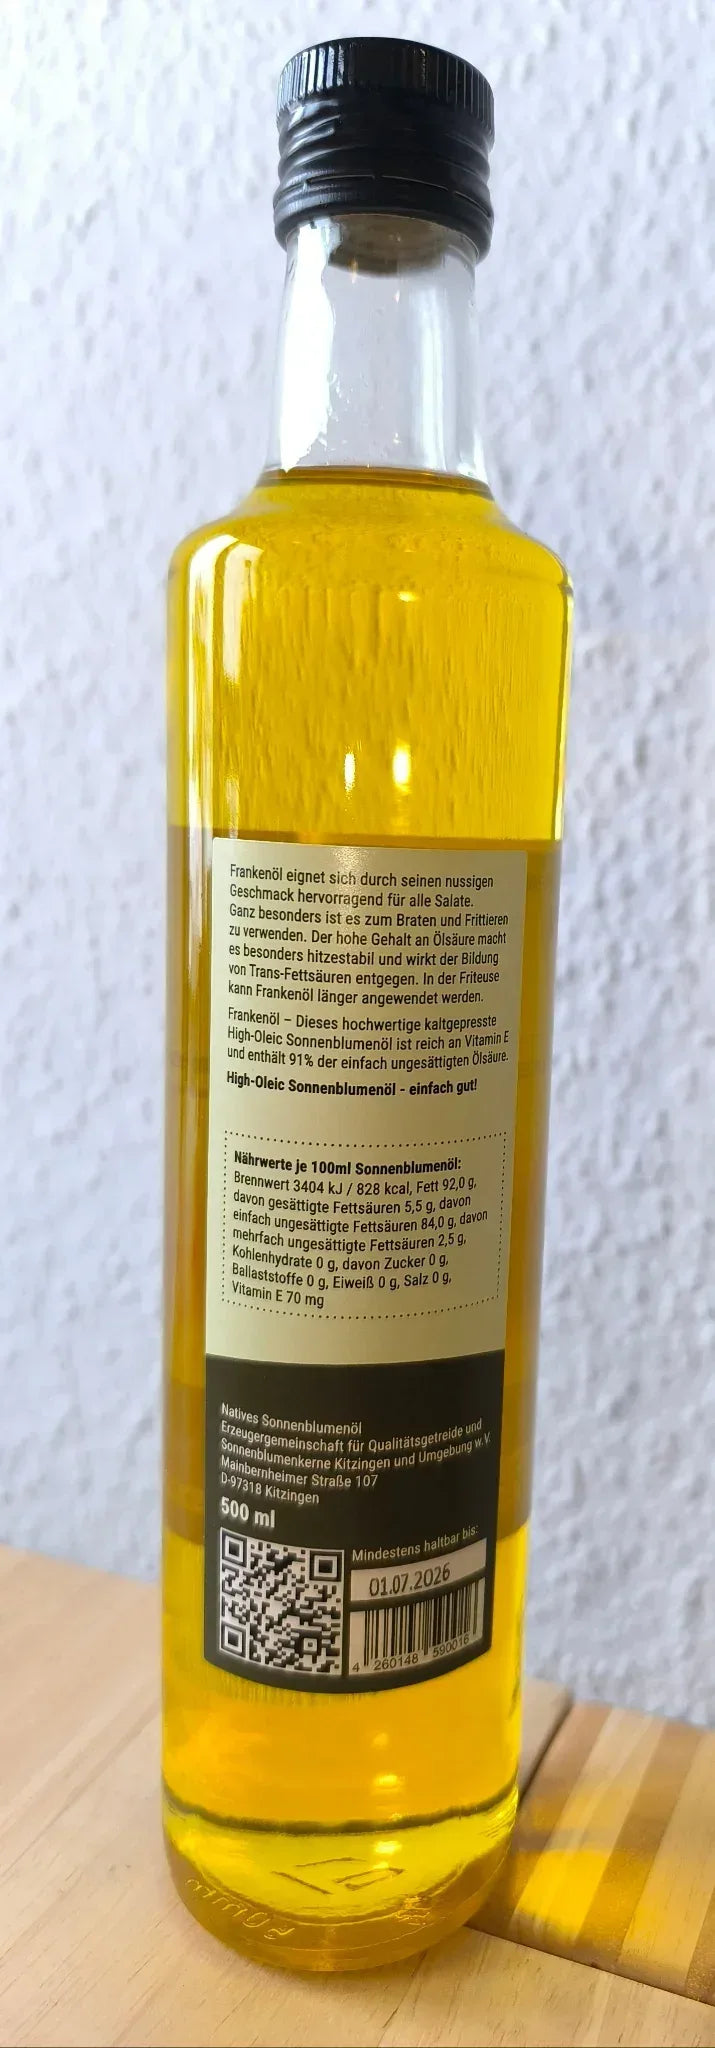 Frankenöl eignet sich durch seinen nussigen
Geschmack hervorragend für alle Salate.
Ganz besonders ist es zum Braten und Frittieren
zu verwenden. Der hohe Gehalt an Ölsäure macht
es besonders hitzestabil und wirkt der Bildung
von Trans-Fettsäuren entgegen. In der Friteuse
kann Frankenöl länger angewendet werden.
Frankenöl – Dieses hochwertige kaltgepresste
High-Oleic Sonnenblumenöl ist reich an Vitamin E
und enthält 91% der einfach ungesättigten Ölsäure.
High-Oleic Sonnenblumenöl - einfach gut!
Nährwerte je 100ml Sonnenblumenöl:
Brennwert 3404 kJ / 828 kcal, Fett 92,0 g,
davon gesättigte Fettsäuren 5,5 g, davon
einfach ungesättigte Fettsäuren 84,0 g, davon
mehrfach ungesättigte Fettsäuren 2,5 g,
Kohlenhydrate 0 g, davon Zucker 0 g,
Ballaststoffe 0 g, Eiweiß 0 g, Salz 0 g,
Vitamin E 70 mg
Natives Sonnenblumenöl
Erzeugergemeinschaft für Qualitätsgetreide und
Sonnenblumenkerne Kitzingen und Umgebung w.V.
Mainbernheimer Straße 107
D-97318 Kitzingen
500 ml
Mindestens haltbar bis:
01.07.2026
4 260148 590016